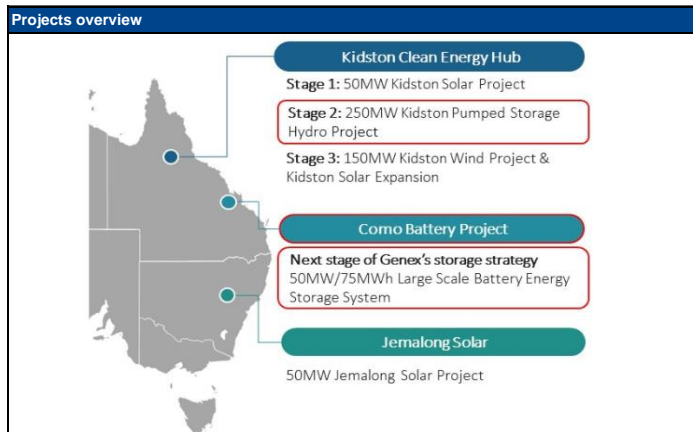 Projects overview
Kidston Clean Energy Hub
Stage 1: 50MW Kidston Solar Project
Stage 2: 250MW Kidston Pumped Storage
Hydro Project
Stage 3: 150MW Kidston Wind Project &
Kidston Solar Expansion
Como Battery Project
Next stage of Genex's storage strategy
50MW/75MWh Large Scale Battery Energy
Storage System
Jemalong Solar
50MW Jemalong Solar Project